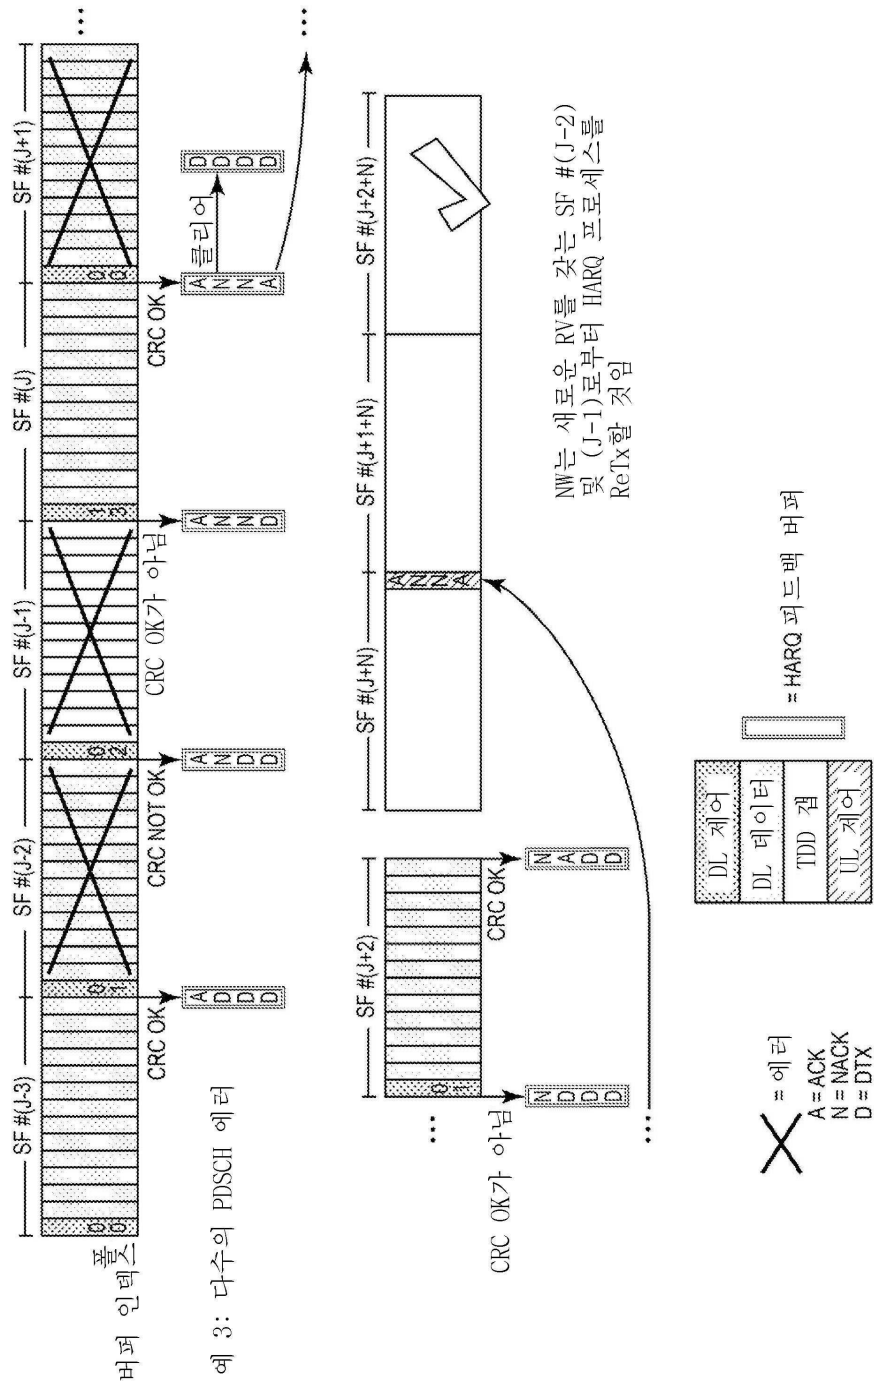 SF #(J-3)
SF #(J-2)
SF #(J-1)
SF #(J)
SF #(J+1)
...
폴
버퍼 인덱스
0
0
0
1
0
2
1
3
0
0
CRC OK
CRC NOT OK
CRC OK가 아님
CRC OK
예 3: 다수의 PDSCH 에러
A
D
D
D
A
N
D
D
A
N
N
D
A
N
N
A
클리어
D
D
D
D
...
SF #(J+2)
SF #(J+N)
SF #(J+1+N)
SF #(J+2+N)
...
0
1
A
N
N
A
CRC OK가 아님
CRC OK
N
D
D
D
N
A
D
D
...
NW는 새로운 RV를 갖는 SF #(J-2)
및 (J-1)로부터 HARQ 프로세스를
ReTx할 것임
= 에러
A = ACK
N = NACK
D = DTX
DL 제어
DL 데이터
TDD 갭
UL 제어
= HARQ 피드백 버퍼